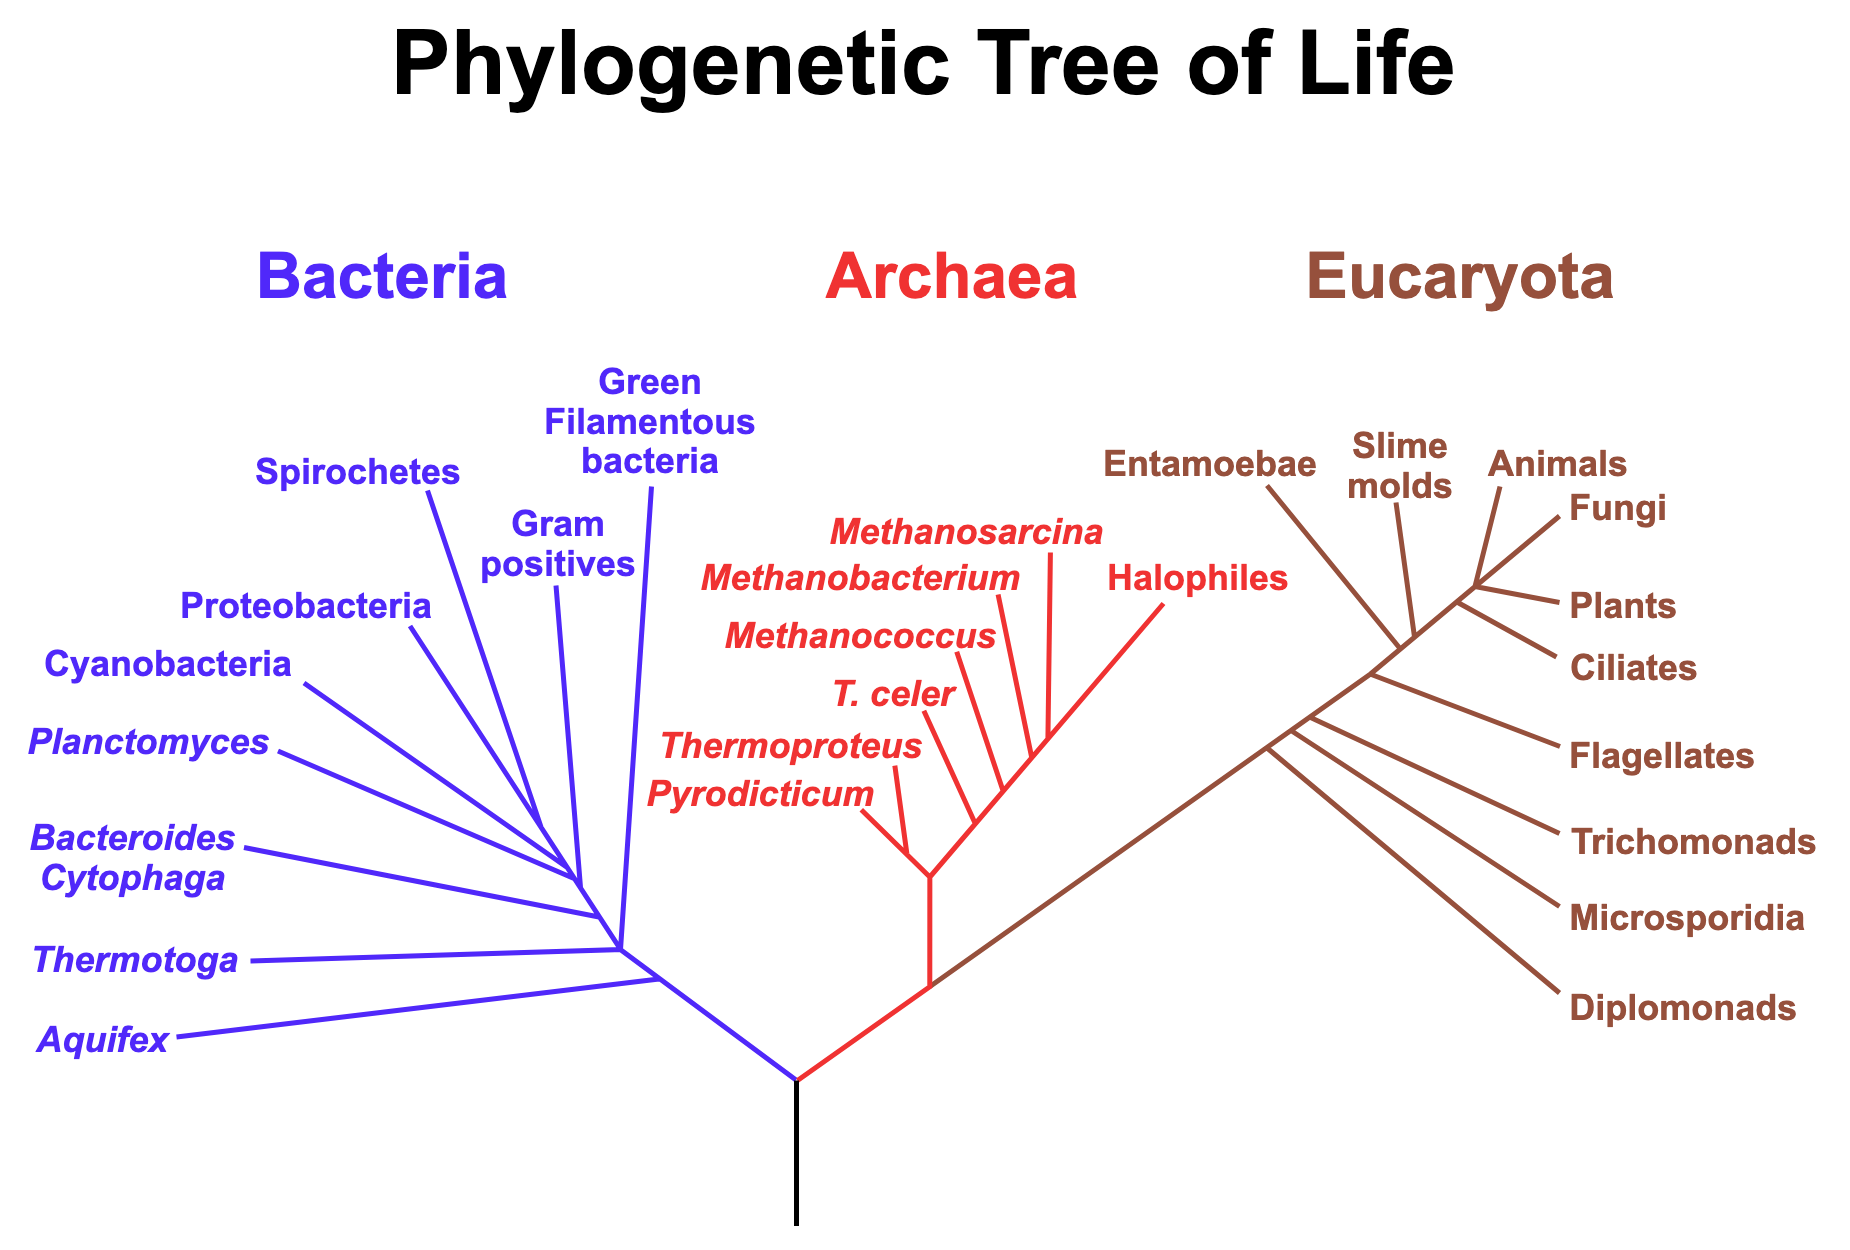 Phylogenetic Tree of Life
Bacteria
Archaea
Eucaryota
Green
Filamentous
bacteria
Spirochetes
Gram
positives
Proteobacteria
Cyanobacteria
Planctomyces
Bacteroides
Cytophaga
Thermotoga
Aquifex
Methanosarcina
Methanobacterium
Halophiles
Methanococcus
T. celer
Thermoproteus
Pyrodicticum
Entamoebae
Slime
molds
Animals
Fungi
Plants
Ciliates
Flagellates
Trichomonads
Microsporidia
Diplomonads